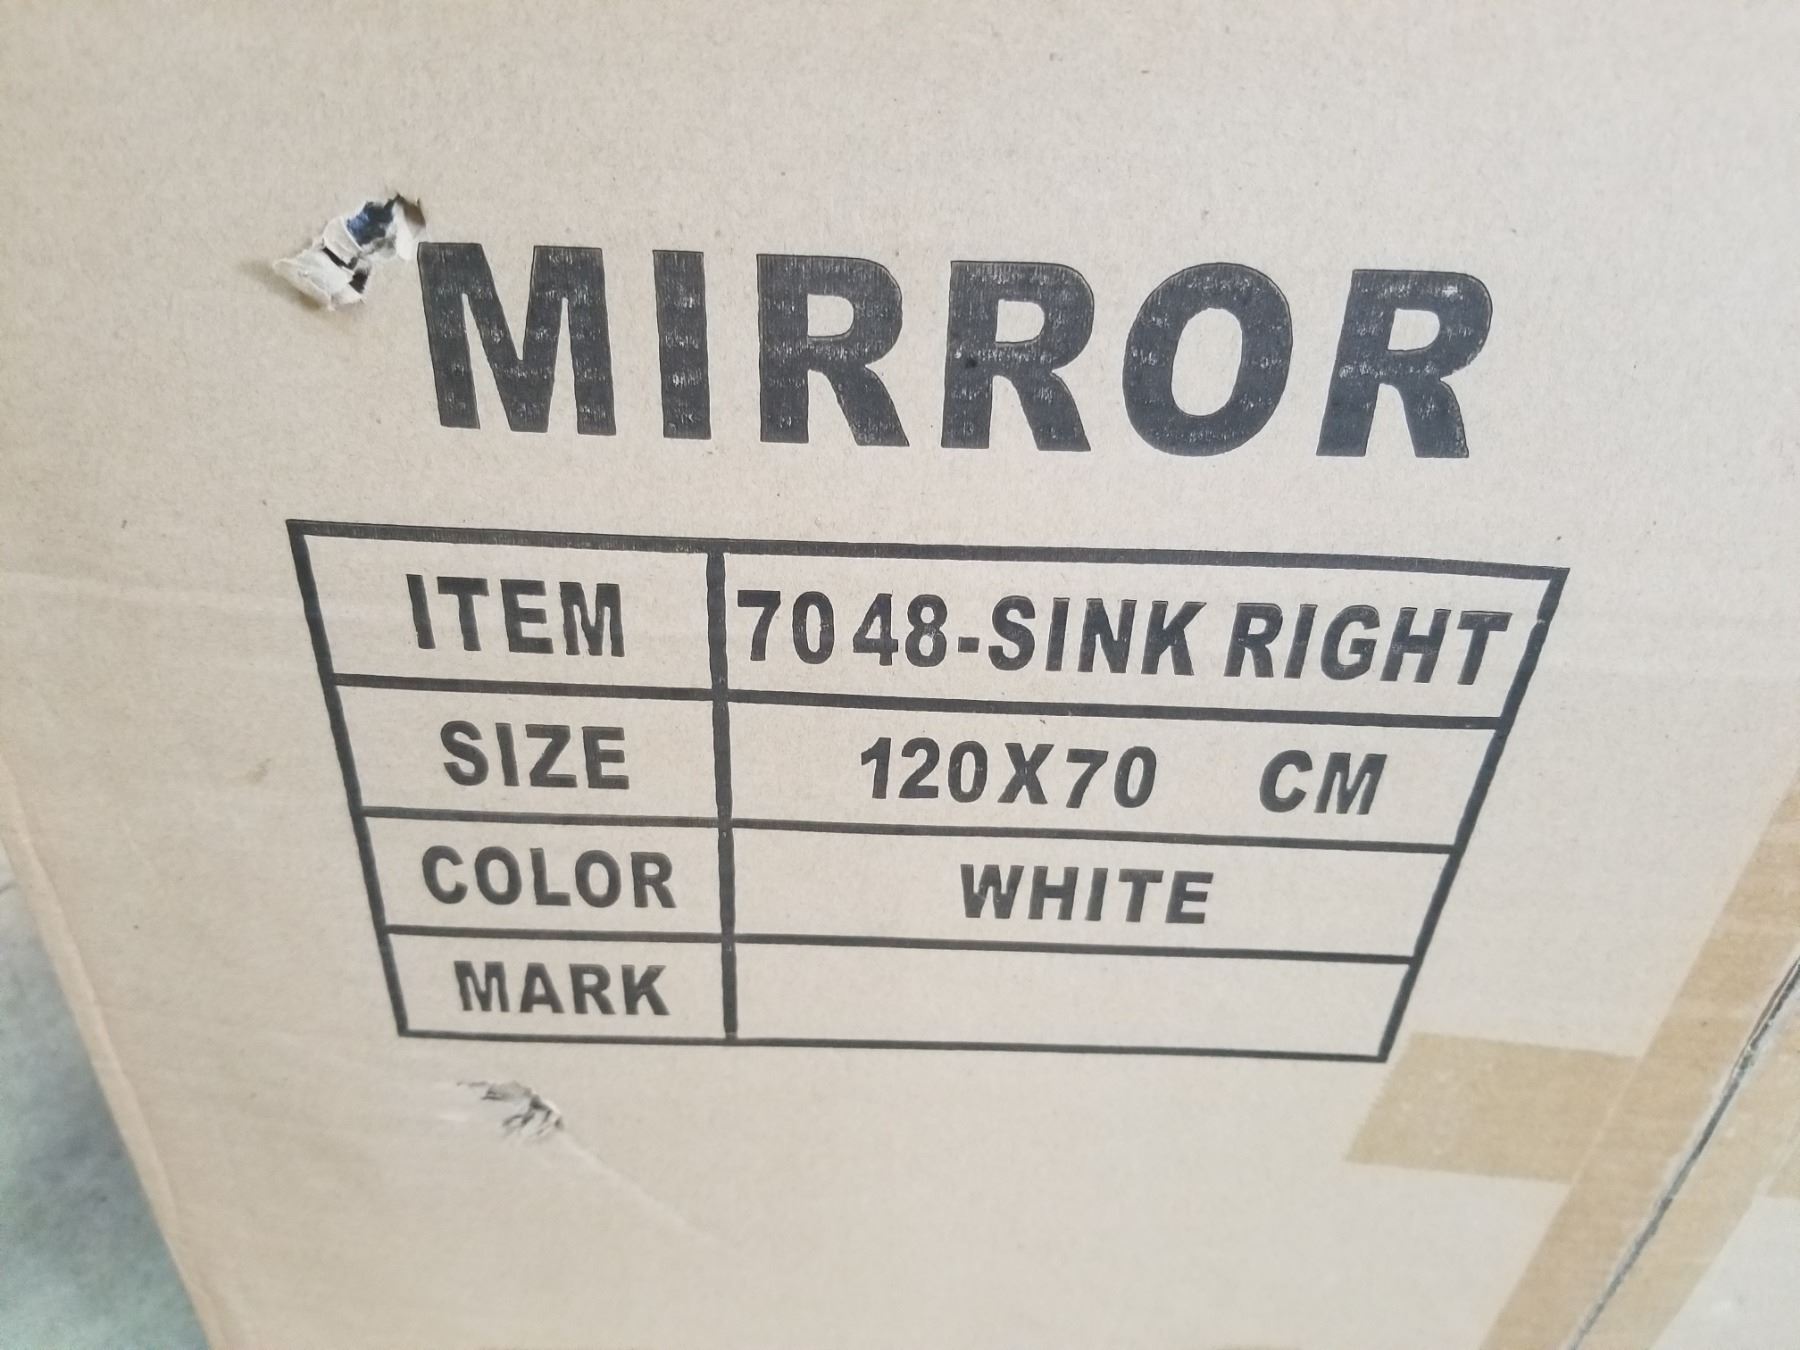 MIRROR
ITEM 7048-SINK RIGHT
SIZE 120X70 CM
COLOR WHITE
MARK